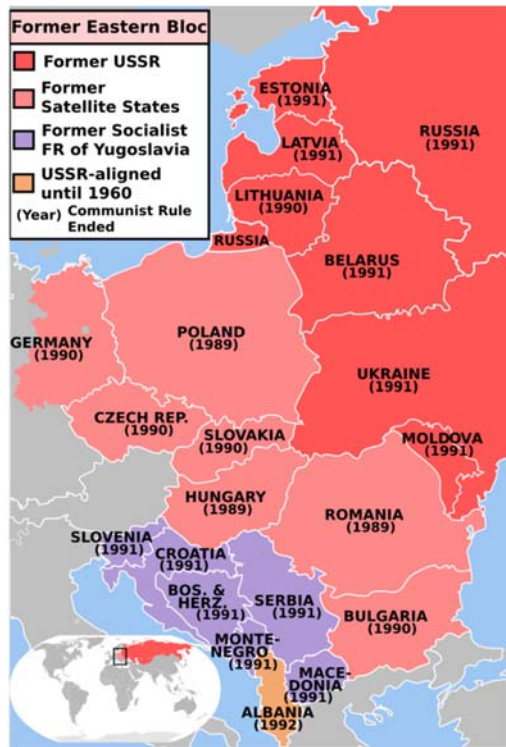 Former Eastern Bloc
Former USSR
Former
Satellite States
Former Socialist
FR of Yugoslavia
USSR-aligned
until 1960
(Year) Communist Rule
Ended
ESTONIA
(1991)
LATVIA
(1991)
RUSSIA
(1991)
LITHUANIA
(1990)
RUSSIA
BELARUS
(1991)
GERMANY
(1990)
POLAND
(1989)
UKRAINE
(1991)
CZECH REP.
(1990)
SLOVAKIA
(1990)
MOLDOVA
(1991)
HUNGARY
(1989)
ROMANIA
(1989)
SLOVENIA
(1991)
CROATIA
(1991)
BOS. &
HERZ.
(1991)
SERBIA
(1991)
BULGARIA
(1990)
MONTE-
NEGRO
(1991)
MACE-
DONIA
(1991)
ALBANIA
(1992)